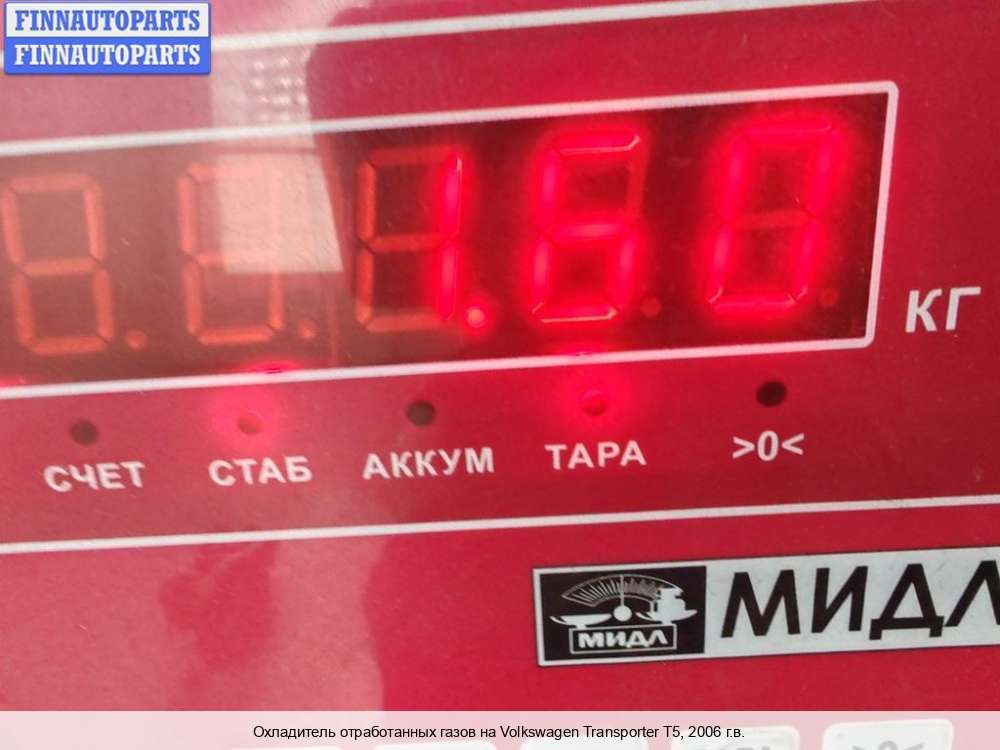 FINNAUTOPARTS
FINNAUTOPARTS
1.60
КГ
СЧЕТ СТАБ АККУМ ТАРА >0<
МИДЛ МИДЛ
Охладитель отработанных газов на Volkswagen Transporter T5, 2006 г.в.